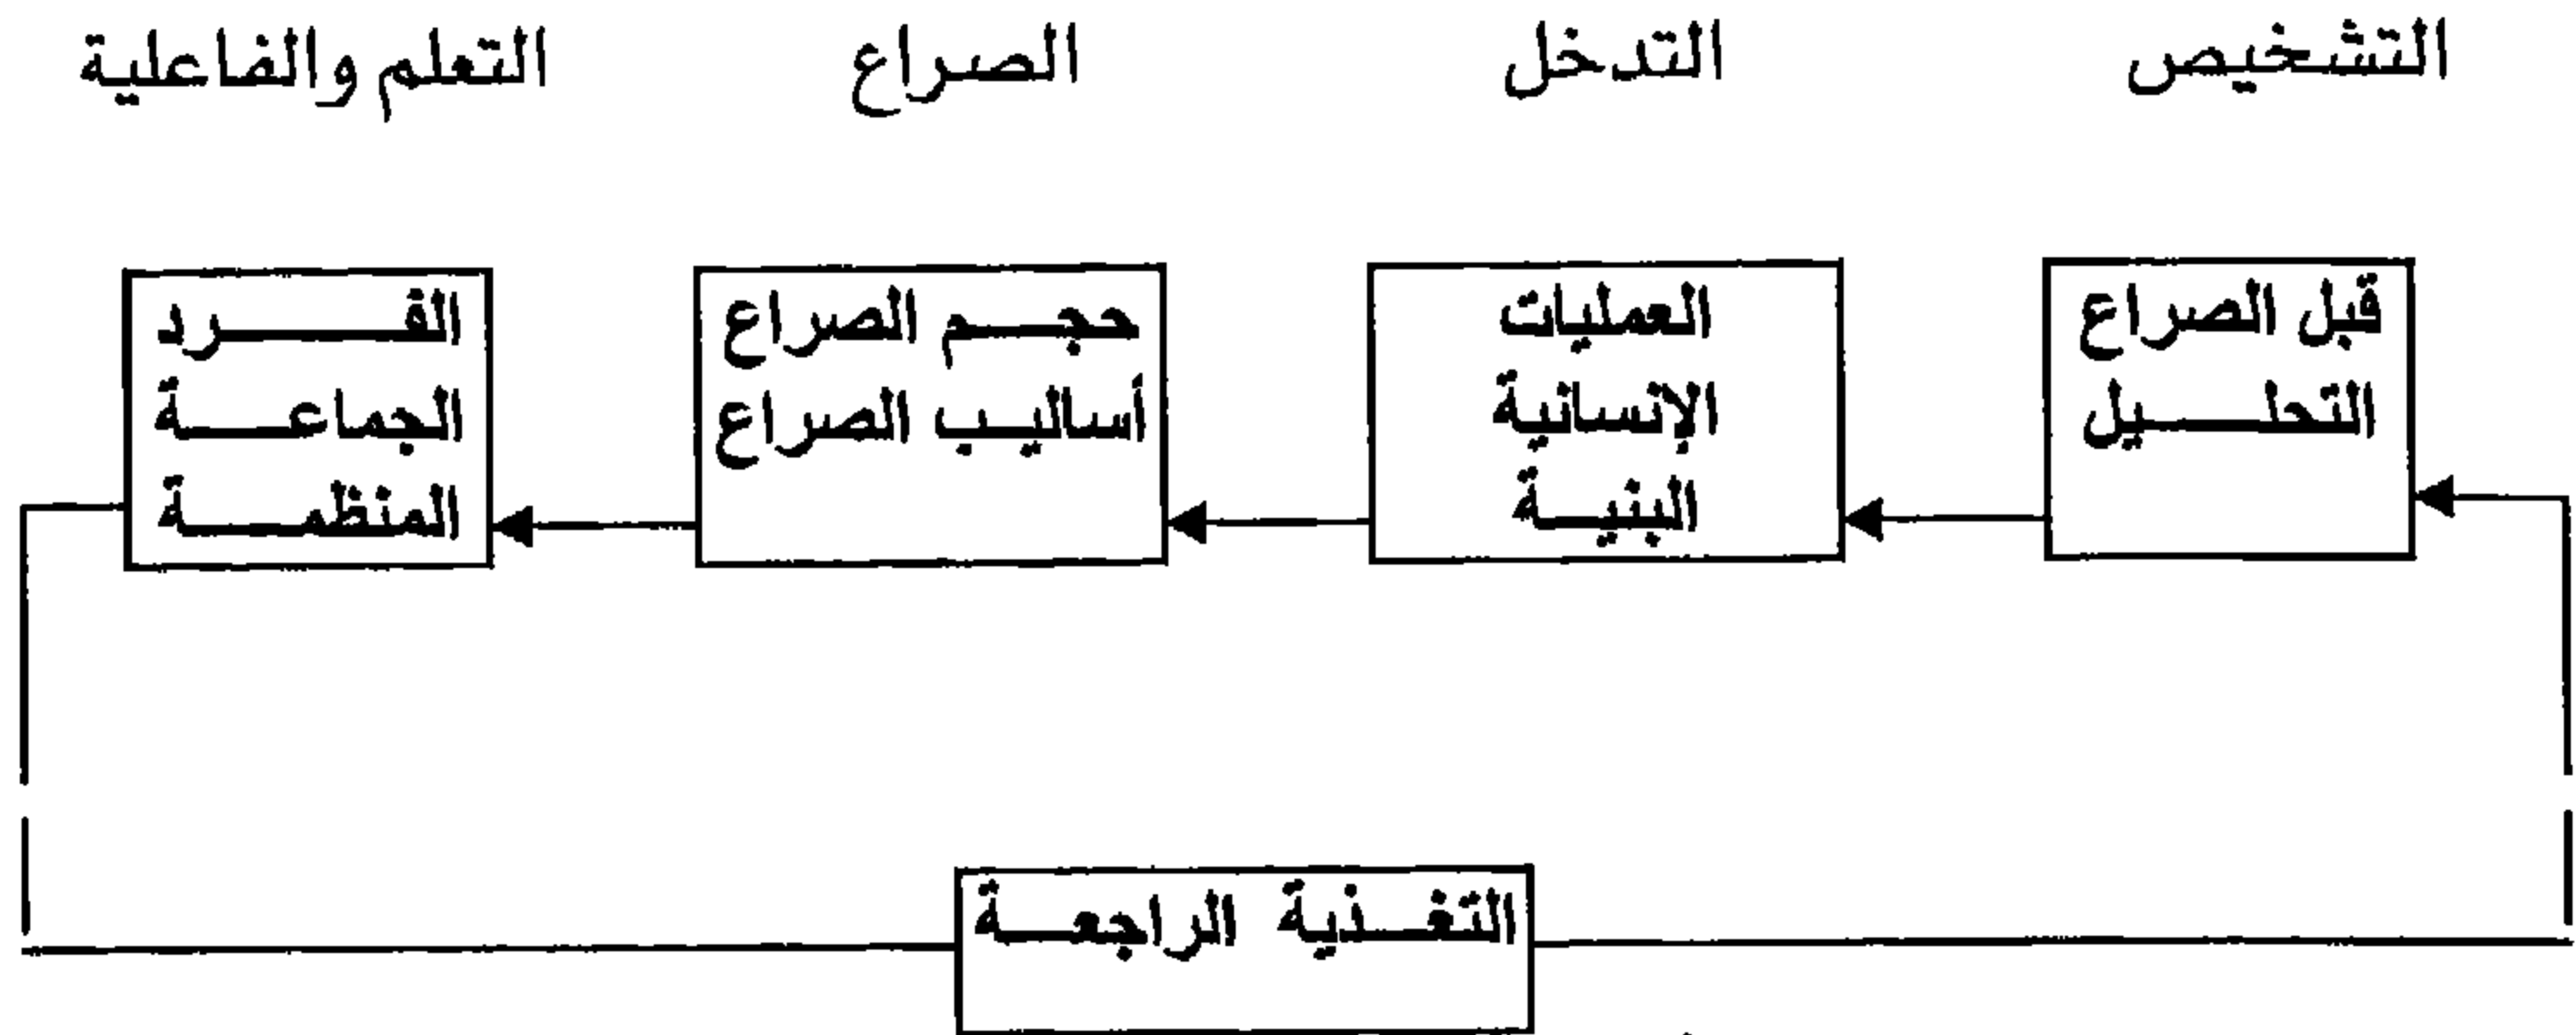 التشخيص
التدخل
الصراع
التعلم والفاعلية
قبل الصراع
التحليل
العمليات
الإنسانية
البنية
حجم الصراع
أساليب الصراع
الفرد
الجماعة
المنظمة
التغذية الراجعة